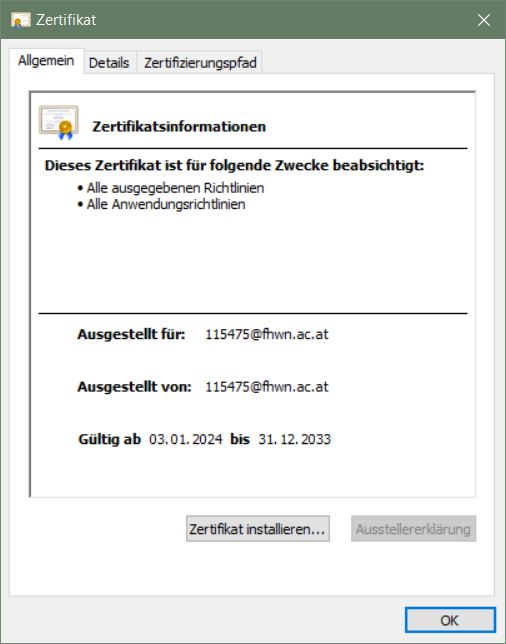 Zertifikat
Allgemein Details Zertifizierungspfad
Zertifikatsinformationen
Dieses Zertifikat ist für folgende Zwecke beabsichtigt:
• Alle ausgegebenen Richtlinien
• Alle Anwendungsrichtlinien
Ausgestellt für: 115475@fhwn.ac.at
Ausgestellt von: 115475@fhwn.ac.at
Gültig ab 03.01.2024 bis 31.12.2033
Zertifikat installieren... Ausstellererklärung
OK